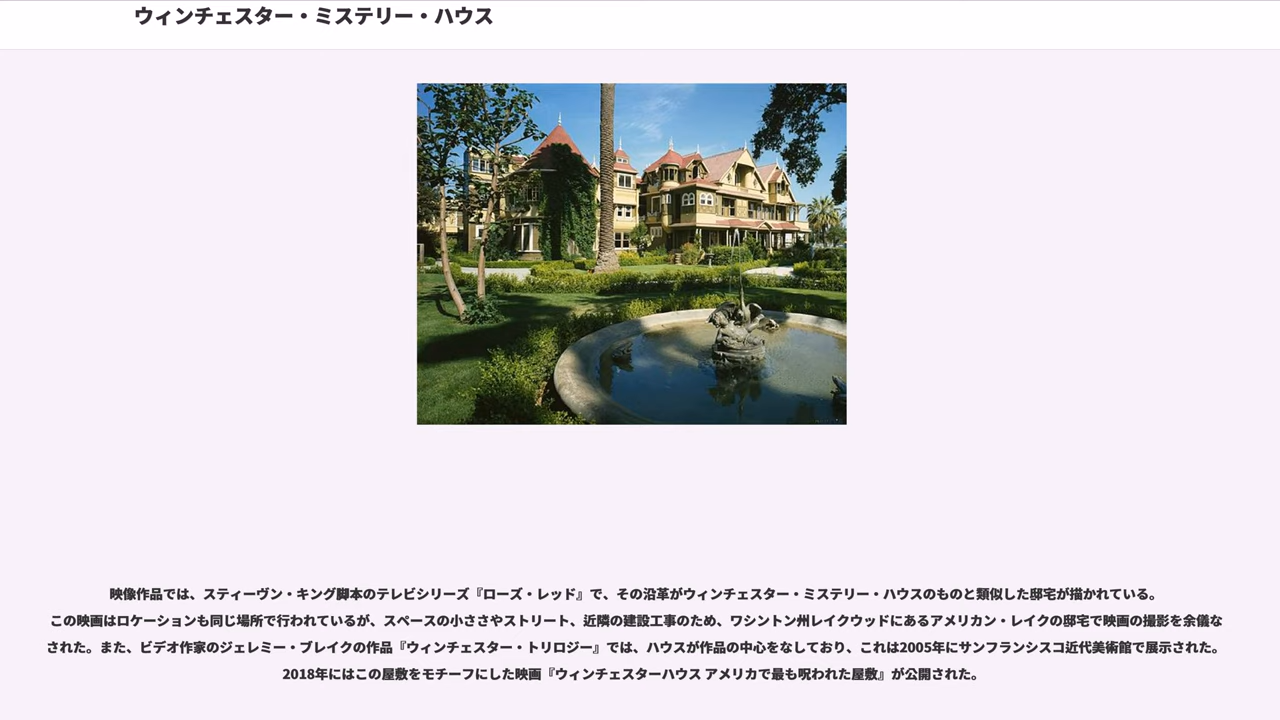 ウィンチェスター・ミステリー・ハウス
映像作品では、スティーヴン・キング脚本のテレビシリーズ『ローズ・レッド』で、その沿革がウィンチェスター・ミステリー・ハウスのものと類似した邸宅が描かれている。
この映画はロケーションも同じ場所で行われているが、スペースの小ささやストリート、近隣の建設工事のため、ワシントン州レイクウッドにあるアメリカン・レイクの邸宅で映画の撮影を余儀な
された。また、ビデオ作家のジェレミー・ブレイクの作品『ウィンチェスター・トリロジー』では、ハウスが作品の中心をなしており、これは2005年にサンフランシスコ近代美術館で展示された。
2018年にはこの屋敷をモチーフにした映画『ウィンチェスターハウス アメリカで最も呪われた屋敷』が公開された。